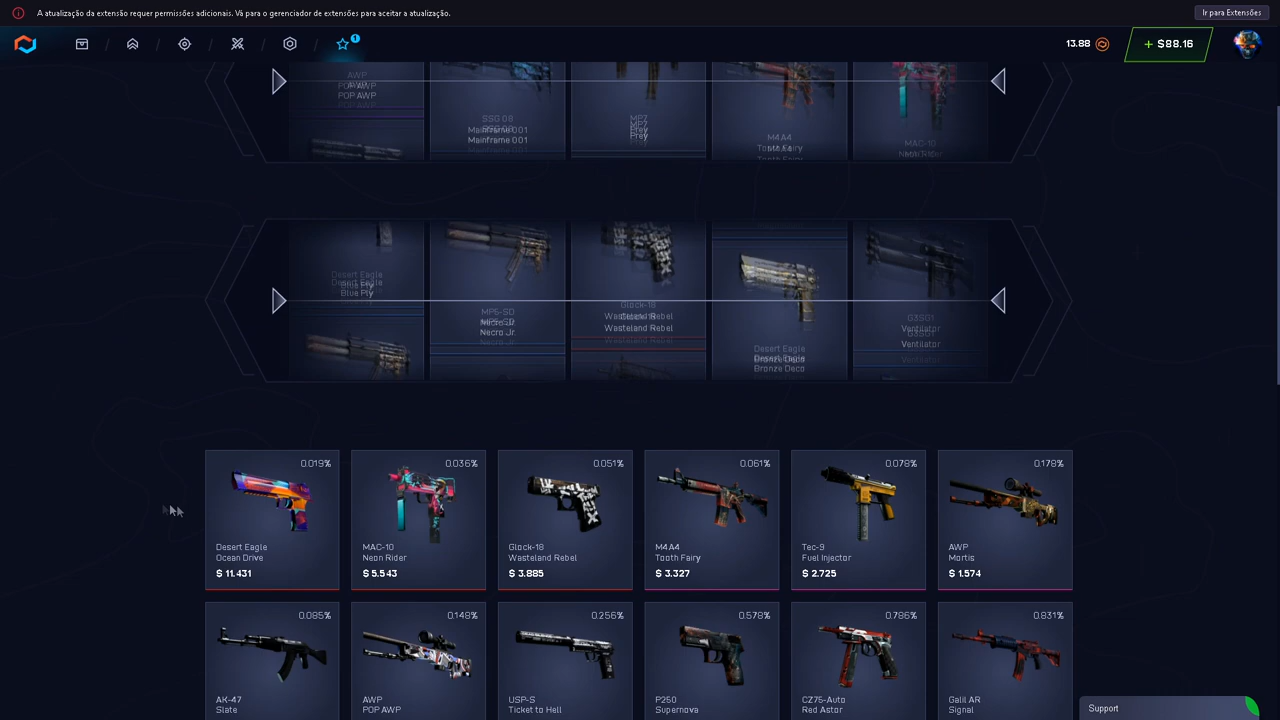 A atualização da extensão requer permissões adicionais. Vá para o gerenciador de extensões para aceitar a atualização.
Ir para Extensões
1
13.88
+ $88.16
AWP
POP AWP
SSG 08
Mainframe 001
MP7
Prey
M4A4
Tooth Fairy
MAC-10
Neon Rider
Desert Eagle
Blue Ply
MP5-SD
Necro Jr.
Glock-18
Wasteland Rebel
Desert Eagle
Bronze Deco
G3SG1
Ventilator
0.019%
Desert Eagle
Ocean Drive
$ 11.431
0.036%
MAC-10
Neon Rider
$ 5.543
0.051%
Glock-18
Wasteland Rebel
$ 3.885
0.061%
M4A4
Tooth Fairy
$ 3.327
0.078%
Tec-9
Fuel Injector
$ 2.725
0.178%
AWP
Mortis
$ 1.574
0.085%
AK-47
Slate
0.148%
AWP
POP AWP
0.256%
USP-S
Ticket to Hell
0.578%
P250
Supernova
0.786%
CZ75-Auto
Red Astor
0.831%
Galil AR
Signal
Support